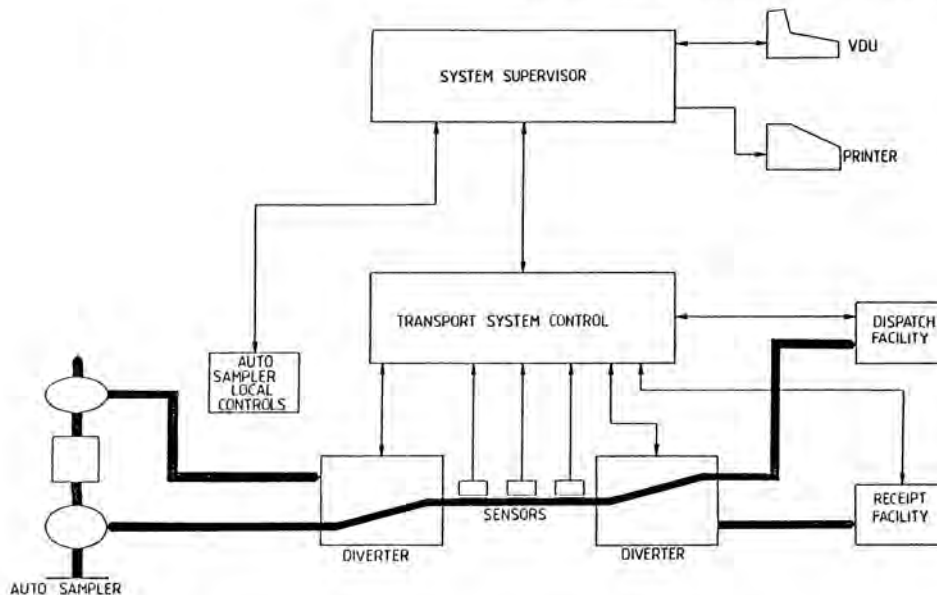 SYSTEM SUPERVISOR
VDU
PRINTER
TRANSPORT SYSTEM CONTROL
DISPATCH
FACILITY
AUTO
SAMPLER
LOCAL
CONTROLS
SENSORS
RECEIPT
FACILITY
DIVERTER
DIVERTER
AUTO SAMPLER